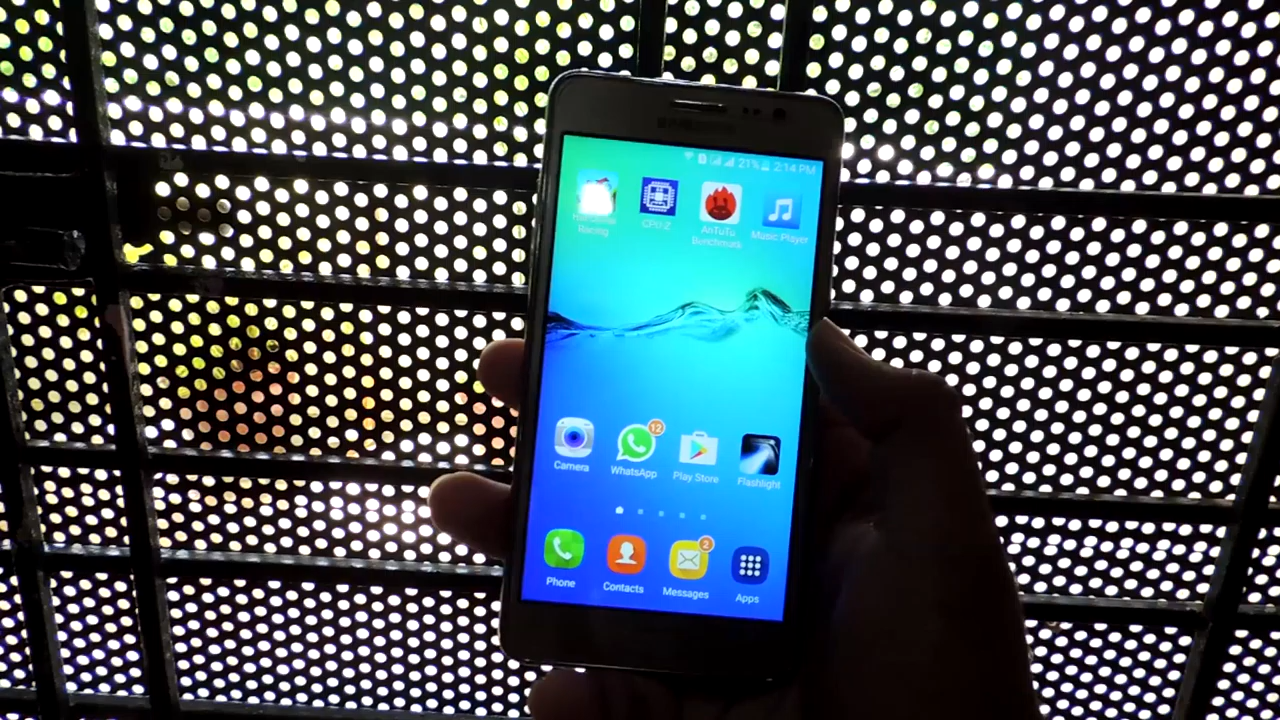 SAMSUNG
21% 2:14 PM
Racing
CPU-Z
AnTuTu
Benchmark
Music Player
Camera
WhatsApp
12
Play Store
Flashlight
Phone
Contacts
Messages
2
Apps